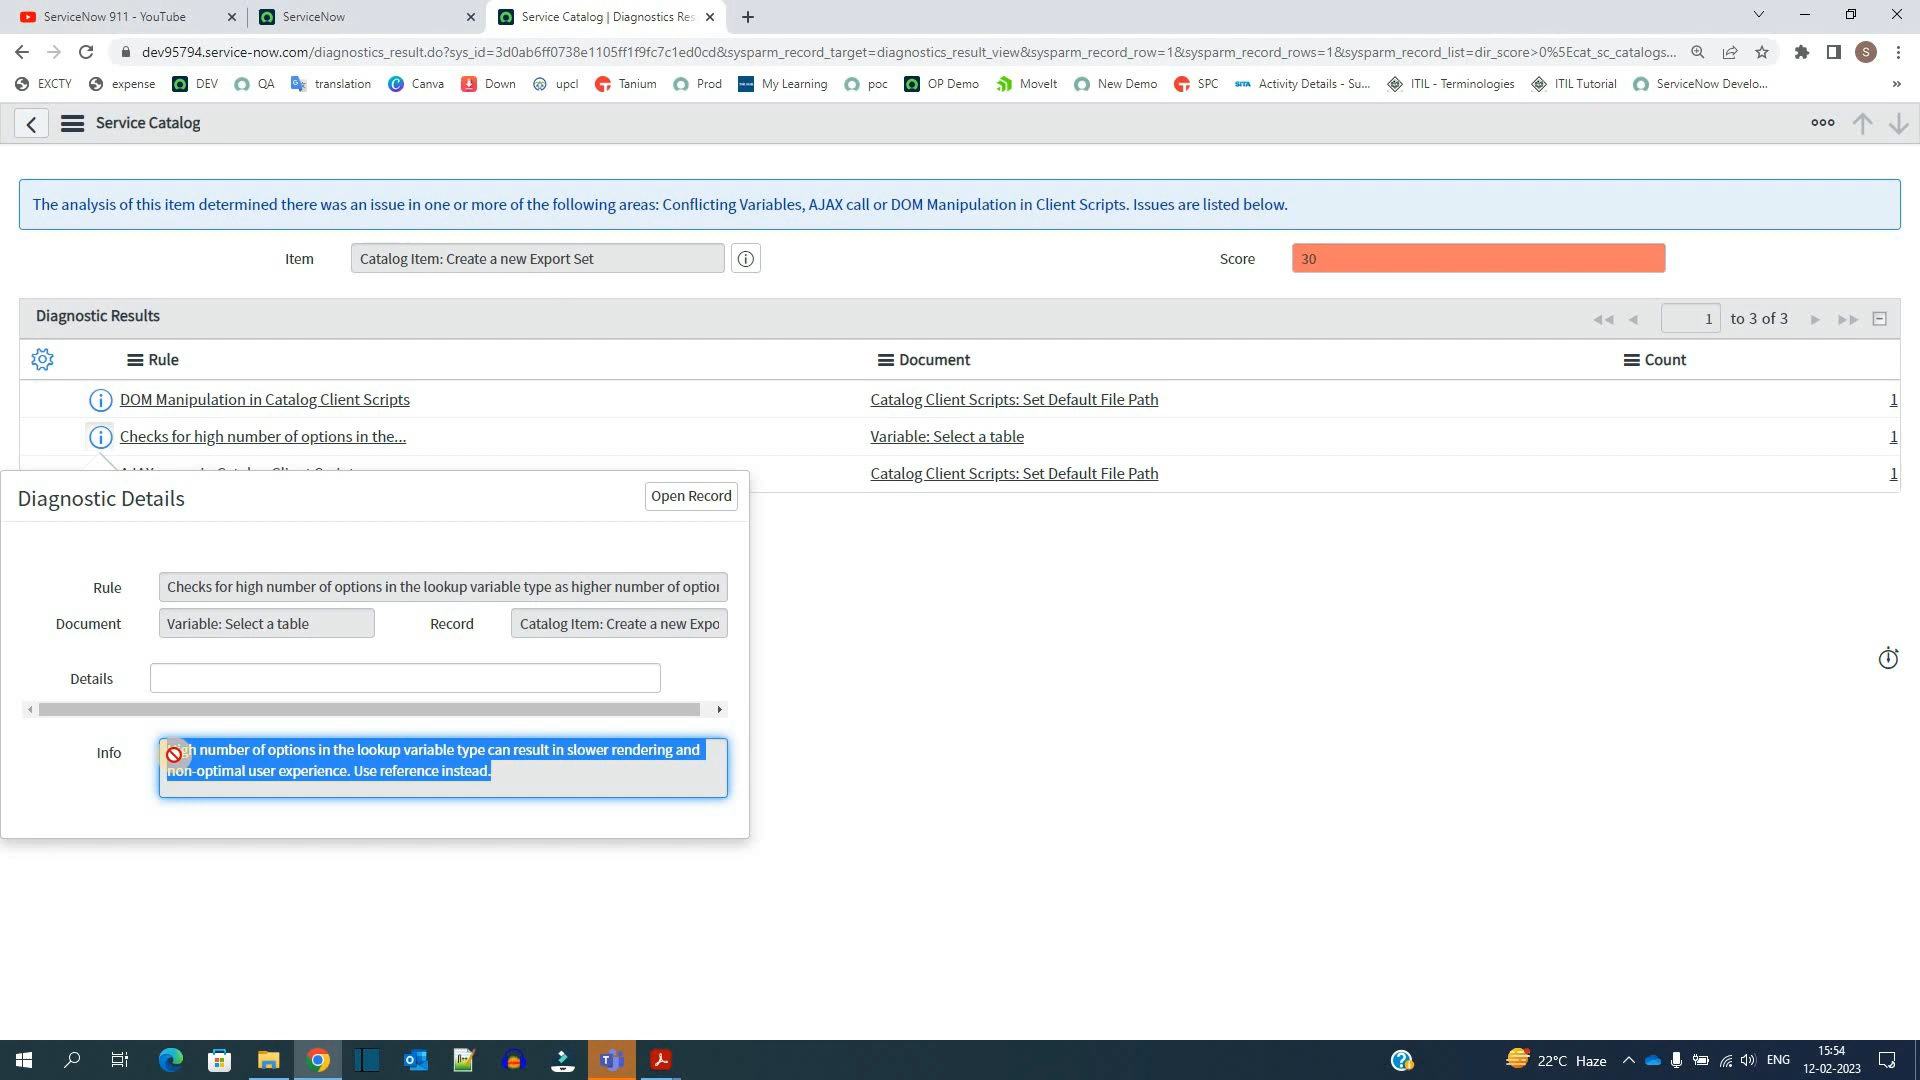 ServiceNow 911 - YouTube
ServiceNow
Service Catalog | Diagnostics Res
dev95794.service-now.com/diagnostics_result.do?sys_id=3d0ab6ff0738e1105ff1f9fc7c1ed0cd&sysparm_record_target=diagnostics_result_view&sysparm_record_row=1&sysparm_record_rows=1&sysparm_record_list=dir_score>0%5Ecat_sc_catalogs...
S
EXCTY
expense
DEV
QA
translation
Canva
Down
upcl
Tanium
Prod
My Learning
poc
OP Demo
MoveIt
New Demo
SPC
SITA
Activity Details - Su...
ITIL - Terminologies
ITIL Tutorial
ServiceNow Develo...
»
Service Catalog
The analysis of this item determined there was an issue in one or more of the following areas: Conflicting Variables, AJAX call or DOM Manipulation in Client Scripts. Issues are listed below.
Item
Catalog Item: Create a new Export Set
Score
30
Diagnostic Results
1 to 3 of 3
Rule
Document
Count
DOM Manipulation in Catalog Client Scripts
Catalog Client Scripts: Set Default File Path
1
Checks for high number of options in the...
Variable: Select a table
1
Catalog Client Scripts: Set Default File Path
1
Diagnostic Details
Open Record
Rule
Checks for high number of options in the lookup variable type as higher number of option
Document
Variable: Select a table
Record
Catalog Item: Create a new Expo
Details
Info
number of options in the lookup variable type can result in slower rendering and
non-optimal user experience. Use reference instead.
22°C Haze
ENG
15:54
12-02-2023